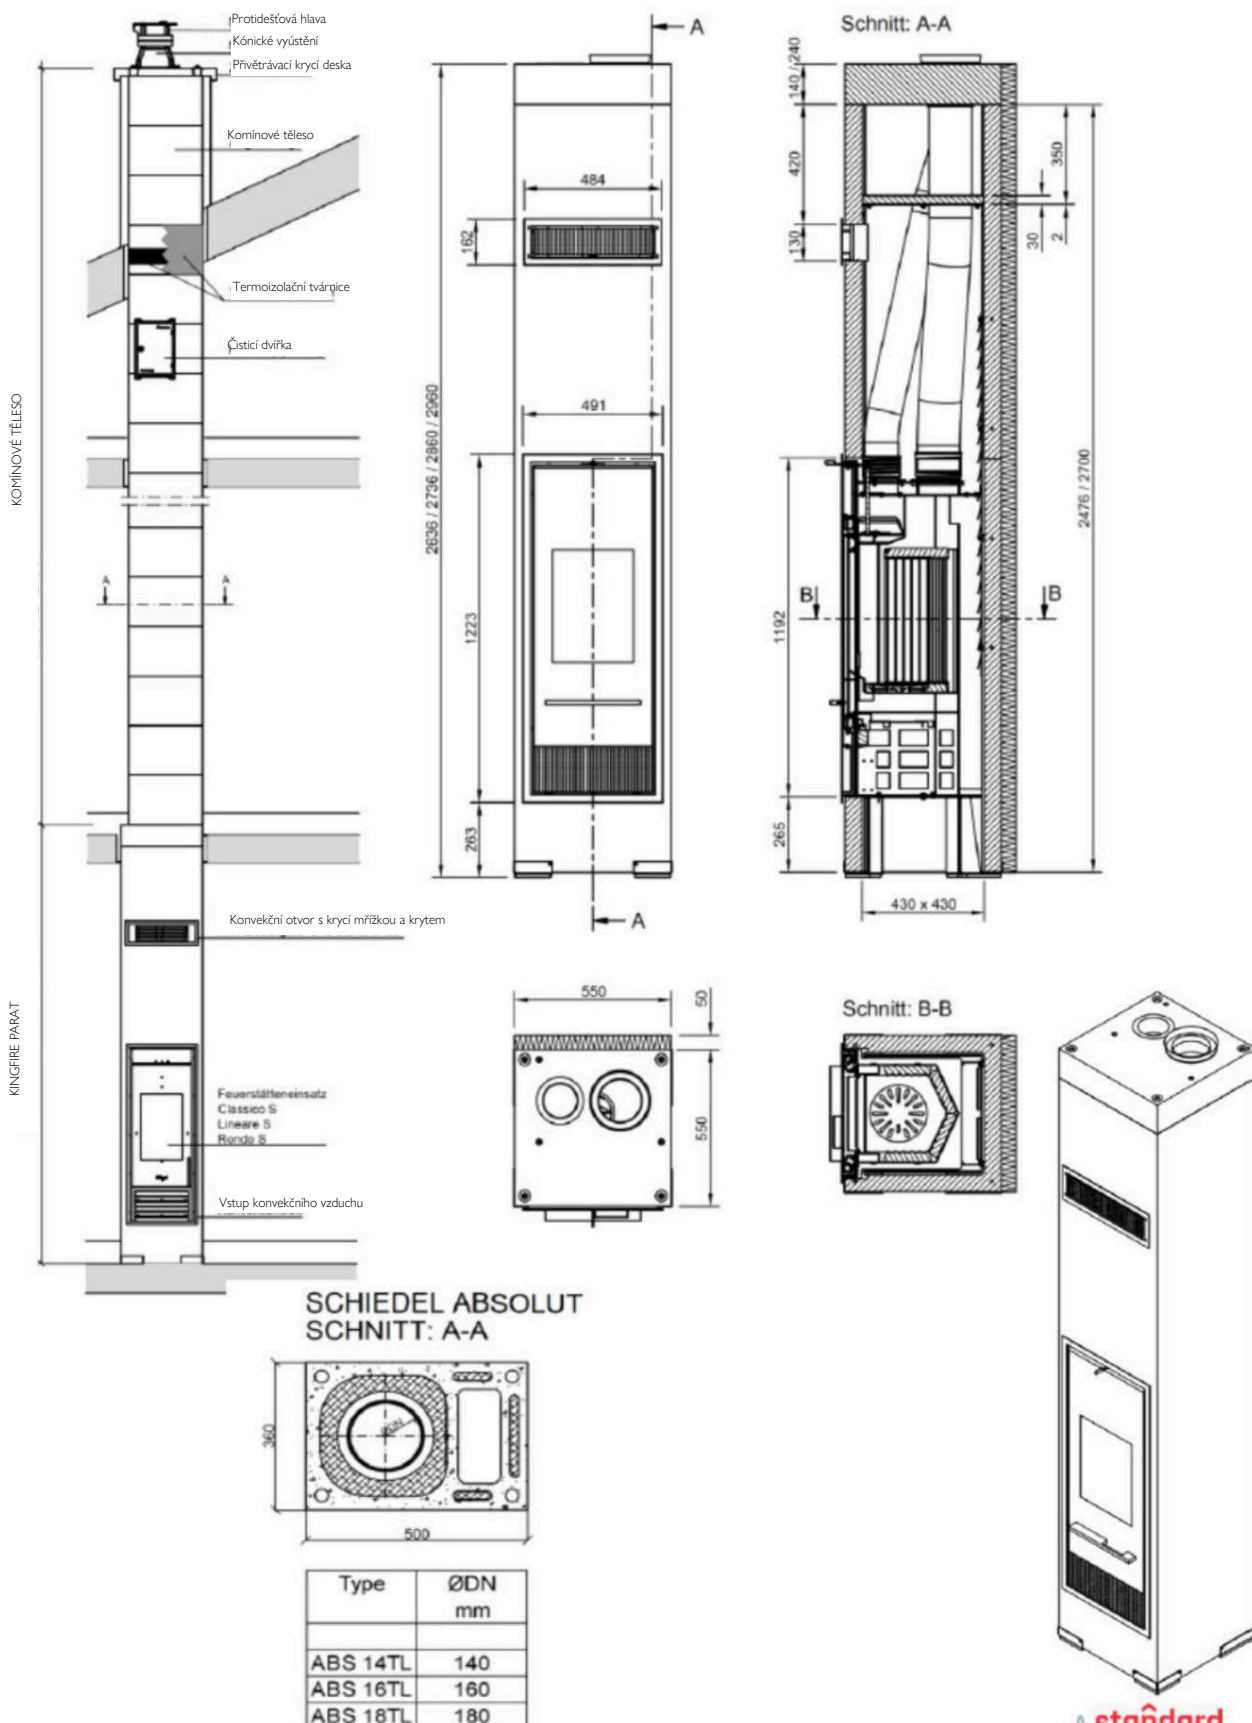 Protidešťová hlava
Kónické vyústění
Přivětrávací krycí deska
Komínové těleso
Termoizolační tvárnice
Čisticí dvířka
KOMÍNOVÉ TĚLESO
A
A
Konvekční otvor s krycí mřížkou a krytem
KINGFIRE PARAT
Feuerstätteneinsatz
Classico S
Lineare S
Rondo S
Vstup konvekčního vzduchu
A
484
162
491
2636 / 2736 / 2860 / 2960
1223
263
A
Schnitt: A-A
140 / 240
420
130
350
30
2
2476 / 2700
1192
B
B
265
430 x 430
550
50
550
Schnitt: B-B
SCHIEDEL ABSOLUT
SCHNITT: A-A
360
ØDN
500
Type ØDN
mm
ABS 14TL 140
ABS 16TL 160
ABS 18TL 180
A standard